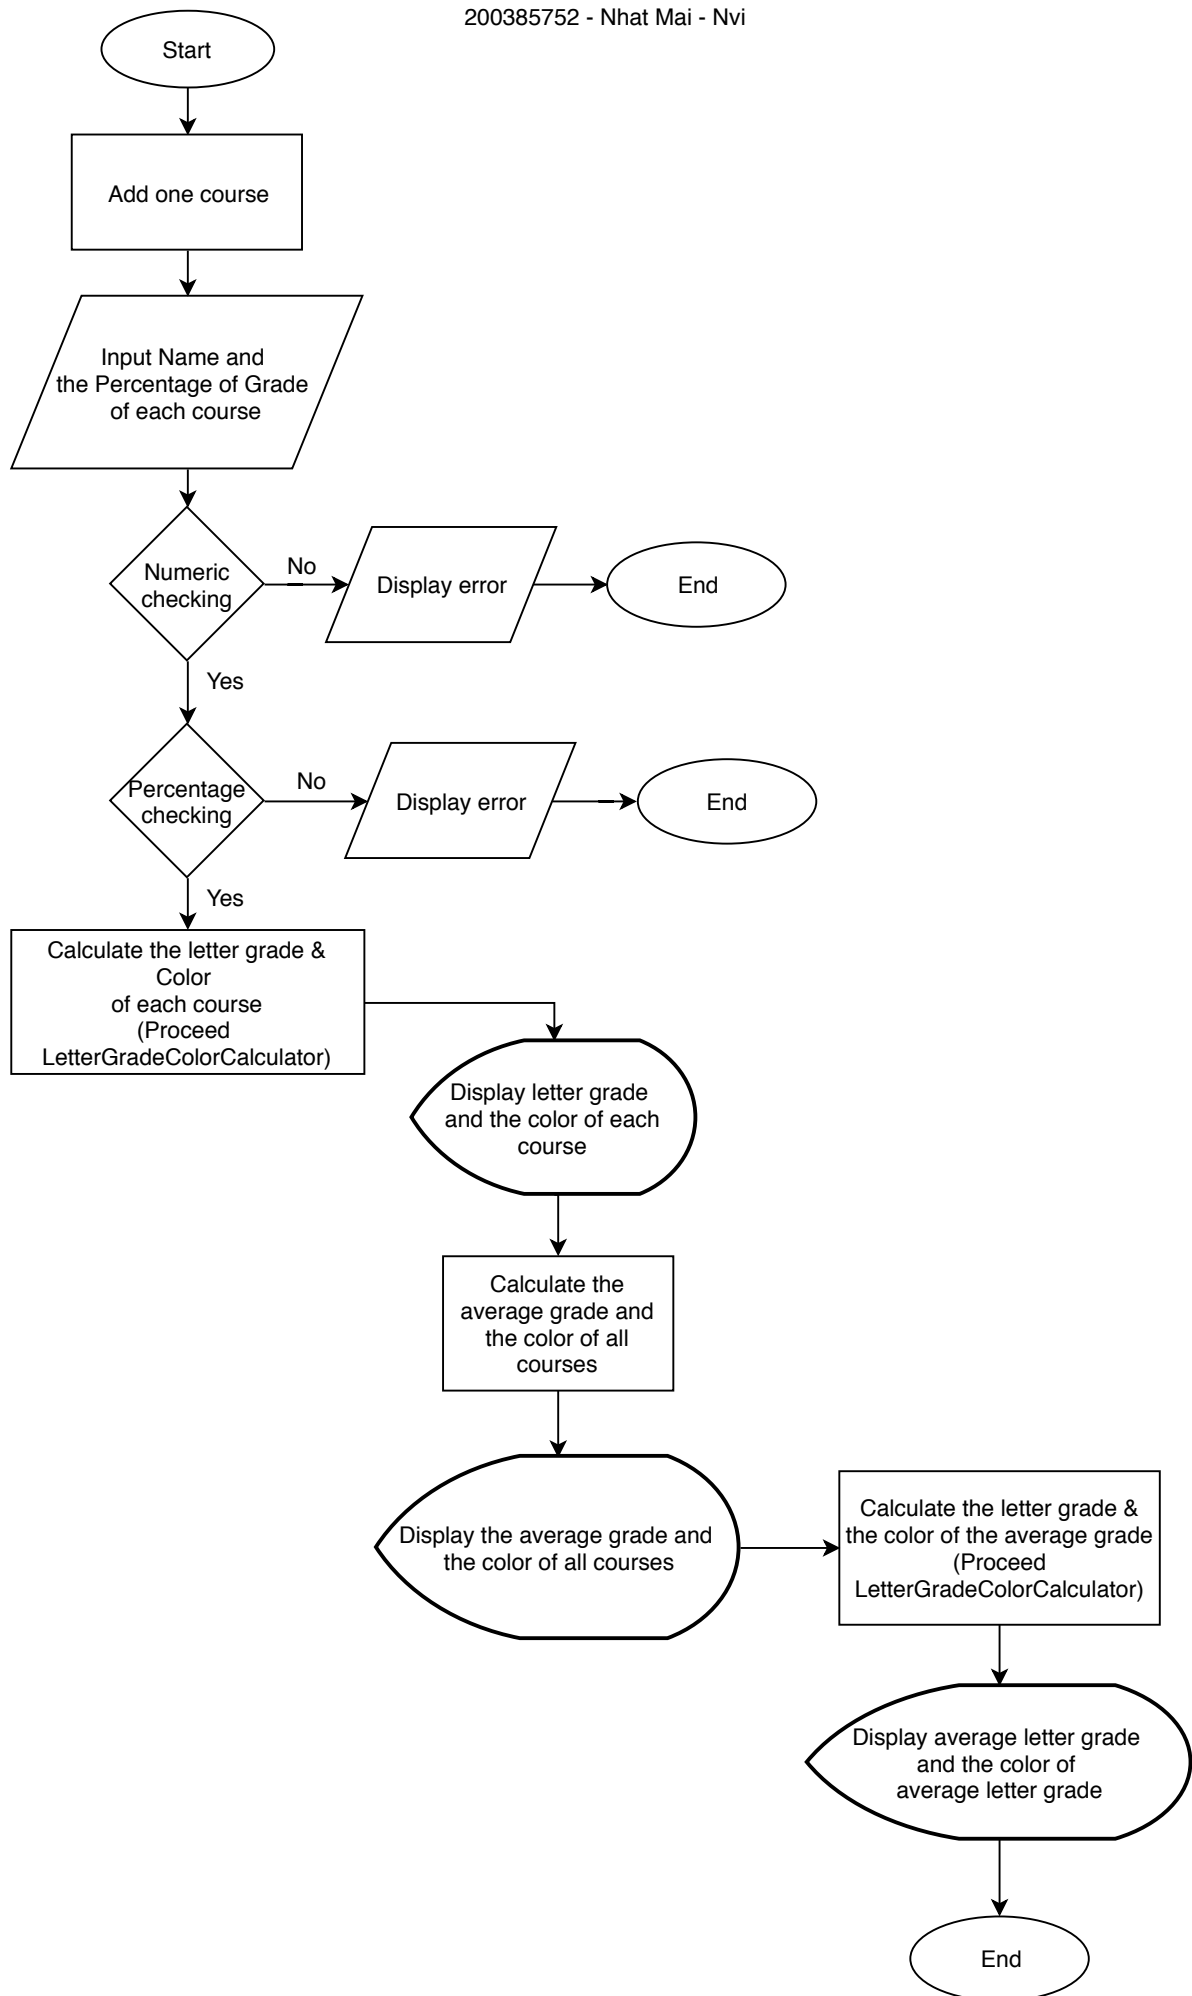 200385752 - Nhat Mai - Nvi
Start
Add one course
Input Name and
the Percentage of Grade
of each course
Numeric
checking
No
Display error
End
Yes
Percentage
checking
No
Display error
End
Yes
Calculate the letter grade &
Color
of each course
(Proceed
LetterGradeColorCalculator)
Display letter grade
and the color of each
course
Calculate the
average grade and
the color of all
courses
Display the average grade and
the color of all courses
Calculate the letter grade &
the color of the average grade
(Proceed
LetterGradeColorCalculator)
Display average letter grade
and the color of
average letter grade
End